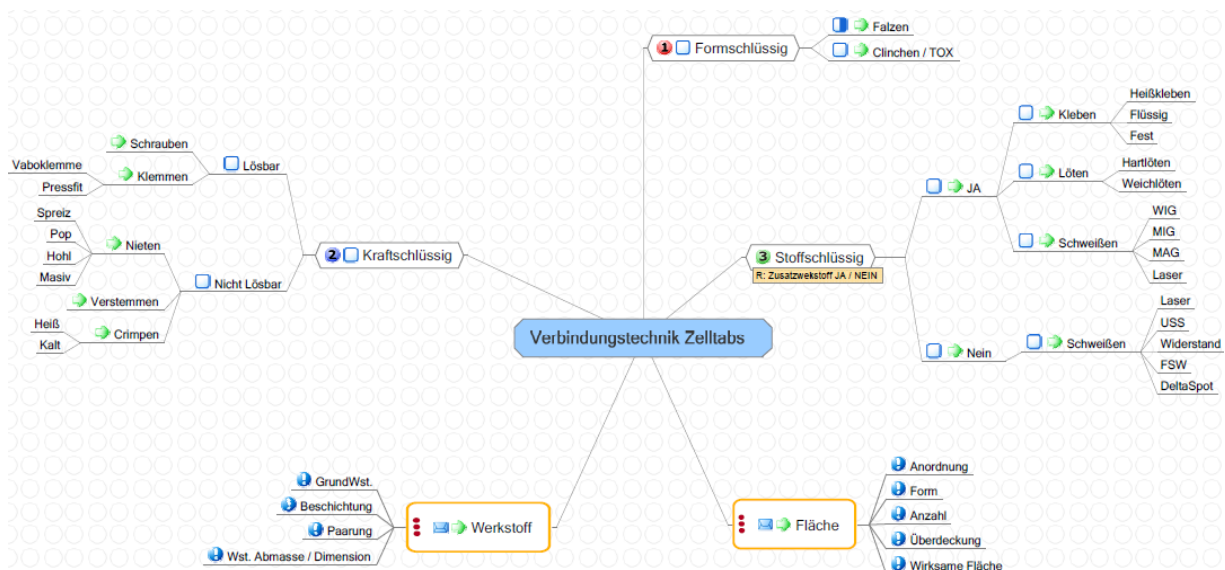 Verbindungstechnik Zelltabs
1 Formschlüssig
Falzen
Clinchen / TOX
2 Kraftschlüssig
Lösbar
Schrauben
Klemmen
Vaboklemme
Pressfit
Nicht Lösbar
Nieten
Spreiz
Pop
Hohl
Masiv
Verstemmen
Crimpen
Heiß
Kalt
3 Stoffschlüssig
R: Zusatzwekstoff JA / NEIN
JA
Kleben
Heißkleben
Flüssig
Fest
Löten
Hartlöten
Weichlöten
Schweißen
WIG
MIG
MAG
Laser
Nein
Schweißen
Laser
USS
Widerstand
FSW
DeltaSpot
Werkstoff
GrundWst.
Beschichtung
Paarung
Wst. Abmasse / Dimension
Fläche
Anordnung
Form
Anzahl
Überdeckung
Wirksame Fläche